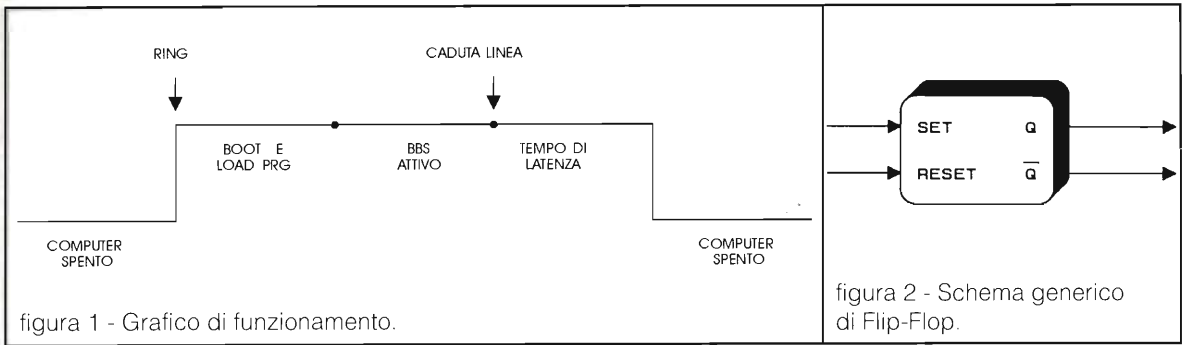 RING
CADUTA LINEA
BOOT E
LOAD PRG
BBS
ATTIVO
TEMPO DI
LATENZA
COMPUTER
SPENTO
COMPUTER
SPENTO
figura 1 - Grafico di funzionamento.
SET Q
RESET Q̅
figura 2 - Schema generico
di Flip-Flop.